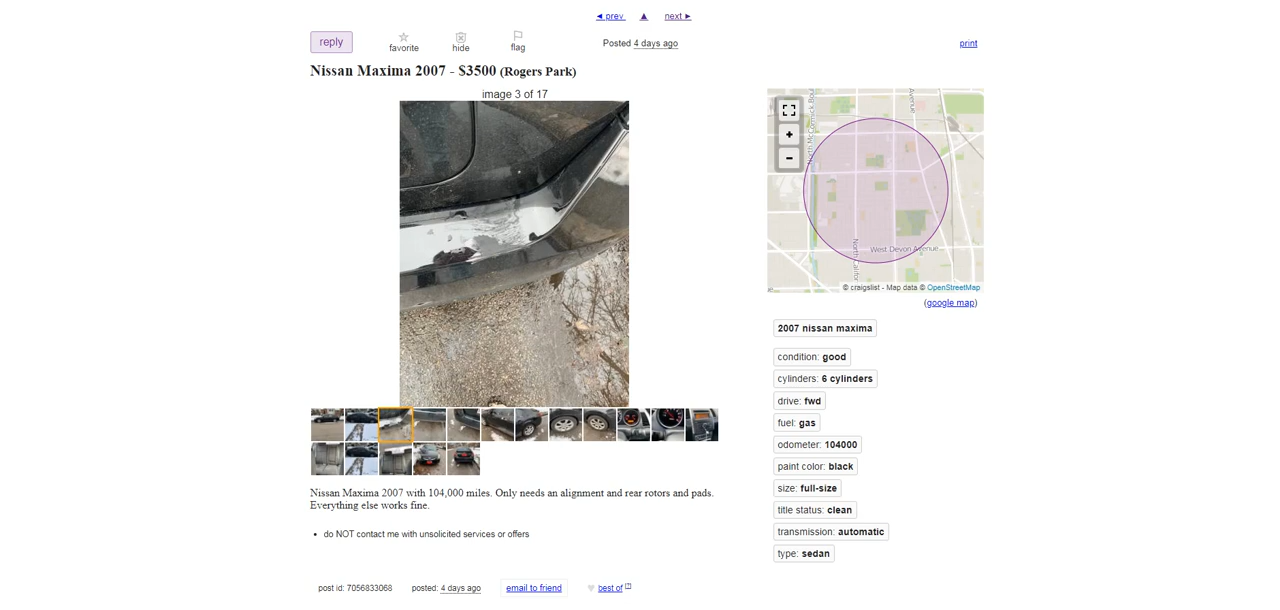 ◄ prev ▲ next ►
reply
favorite
hide
flag
Posted 4 days ago
print
Nissan Maxima 2007 - $3500 (Rogers Park)
image 3 of 17
+
−
West Devon Avenue
Avenue
© craigslist - Map data © OpenStreetMap
(google map)
2007 nissan maxima
condition: good
cylinders: 6 cylinders
drive: fwd
fuel: gas
odometer: 104000
paint color: black
size: full-size
title status: clean
transmission: automatic
type: sedan
Nissan Maxima 2007 with 104,000 miles. Only needs an alignment and rear rotors and pads.
Everything else works fine.
• do NOT contact me with unsolicited services or offers
post id: 7056833068 posted: 4 days ago email to friend ♥ best of [?]